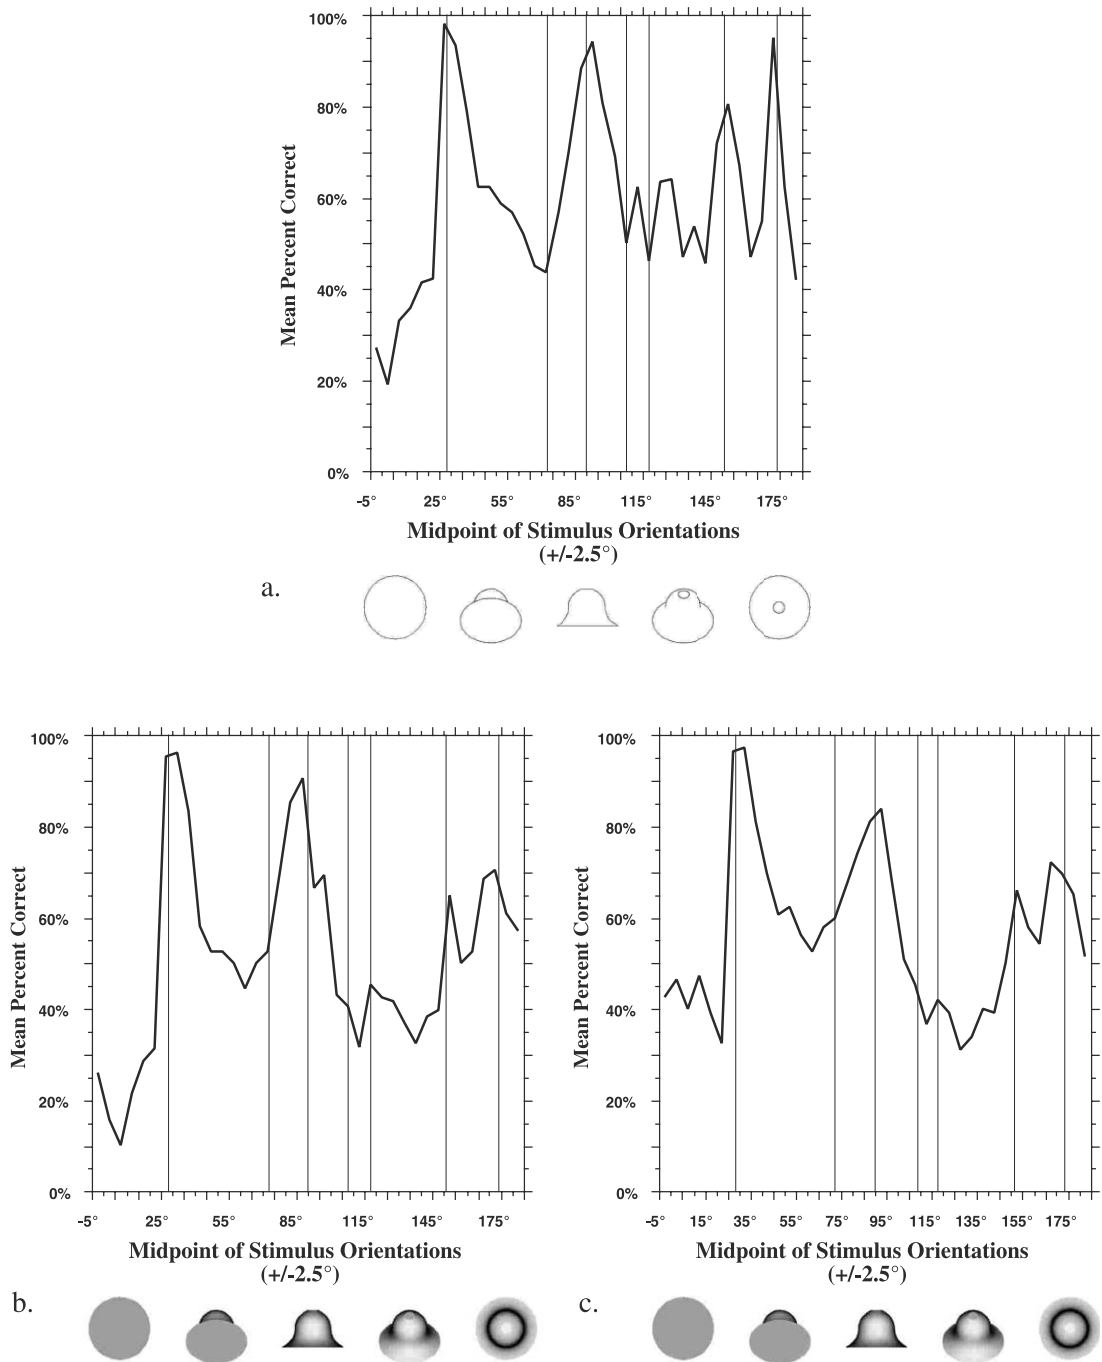 100%
80%
60%
40%
20%
0%
Mean Percent Correct
-5° 25° 55° 85° 115° 145° 175°
Midpoint of Stimulus Orientations
(+/-2.5°)
a.
100%
80%
60%
40%
20%
0%
Mean Percent Correct
-5° 25° 55° 85° 115° 145° 175°
Midpoint of Stimulus Orientations
(+/-2.5°)
b.
100%
80%
60%
40%
20%
0%
Mean Percent Correct
-5° 15° 35° 55° 75° 95° 115° 135° 155° 175°
Midpoint of Stimulus Orientations
(+/-2.5°)
c.